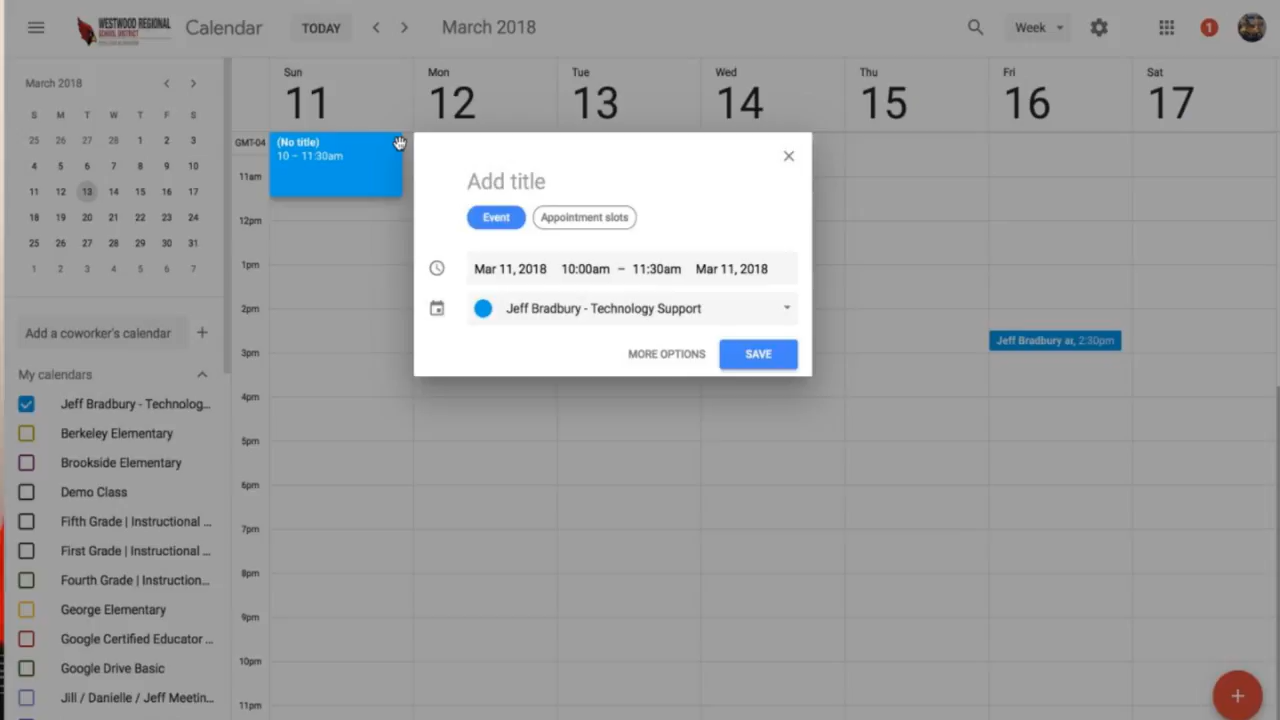 WESTWOOD REGIONAL
SCHOOL DISTRICT
Calendar
TODAY
March 2018
Week
1
March 2018
S M T W T F S
25 26 27 28 1 2 3
4 5 6 7 8 9 10
11 12 13 14 15 16 17
18 19 20 21 22 23 24
25 26 27 28 29 30 31
1 2 3 4 5 6 7
Add a coworker's calendar +
My calendars
Jeff Bradbury - Technolog...
Berkeley Elementary
Brookside Elementary
Demo Class
Fifth Grade | Instructional ...
First Grade | Instructional ...
Fourth Grade | Instruction...
George Elementary
Google Certified Educator ...
Google Drive Basic
Jill / Danielle / Jeff Meetin...
Sun Mon Tue Wed Thu Fri Sat
11 12 13 14 15 16 17
GMT-04
(No title)
10 – 11:30am
11am
12pm
1pm
2pm
3pm
4pm
5pm
6pm
7pm
8pm
9pm
10pm
11pm
Add title
Event Appointment slots
Mar 11, 2018 10:00am – 11:30am Mar 11, 2018
Jeff Bradbury - Technology Support
MORE OPTIONS SAVE
Jeff Bradbury ar, 2:30pm
+